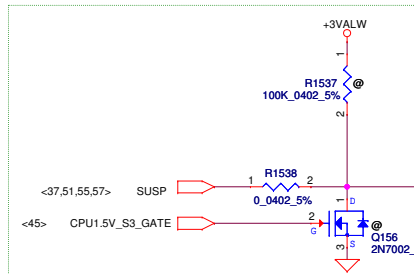 +3VALW
1
R1537 @
100K_0402_5%
2
R1538
<37,51,55,57> SUSP 1 2
0_0402_5%
1 D
<45> CPU1.5V_S3_GATE 2
G
@
S
3
Q156
2N7002_